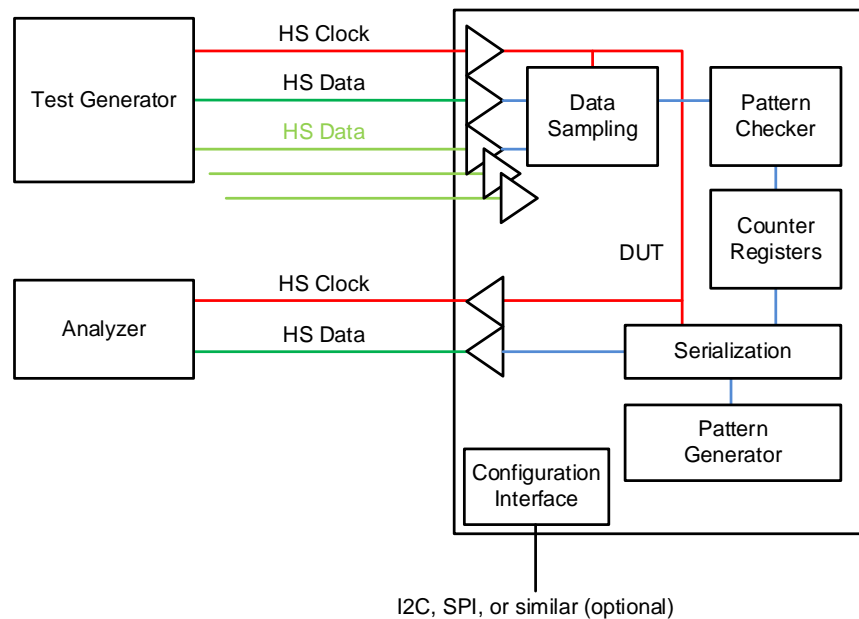 HS Clock
Test Generator
HS Data
HS Data
Data
Sampling
Pattern
Checker
Counter
Registers
DUT
HS Clock
Analyzer
HS Data
Serialization
Pattern
Generator
Configuration
Interface
I2C, SPI, or similar (optional)